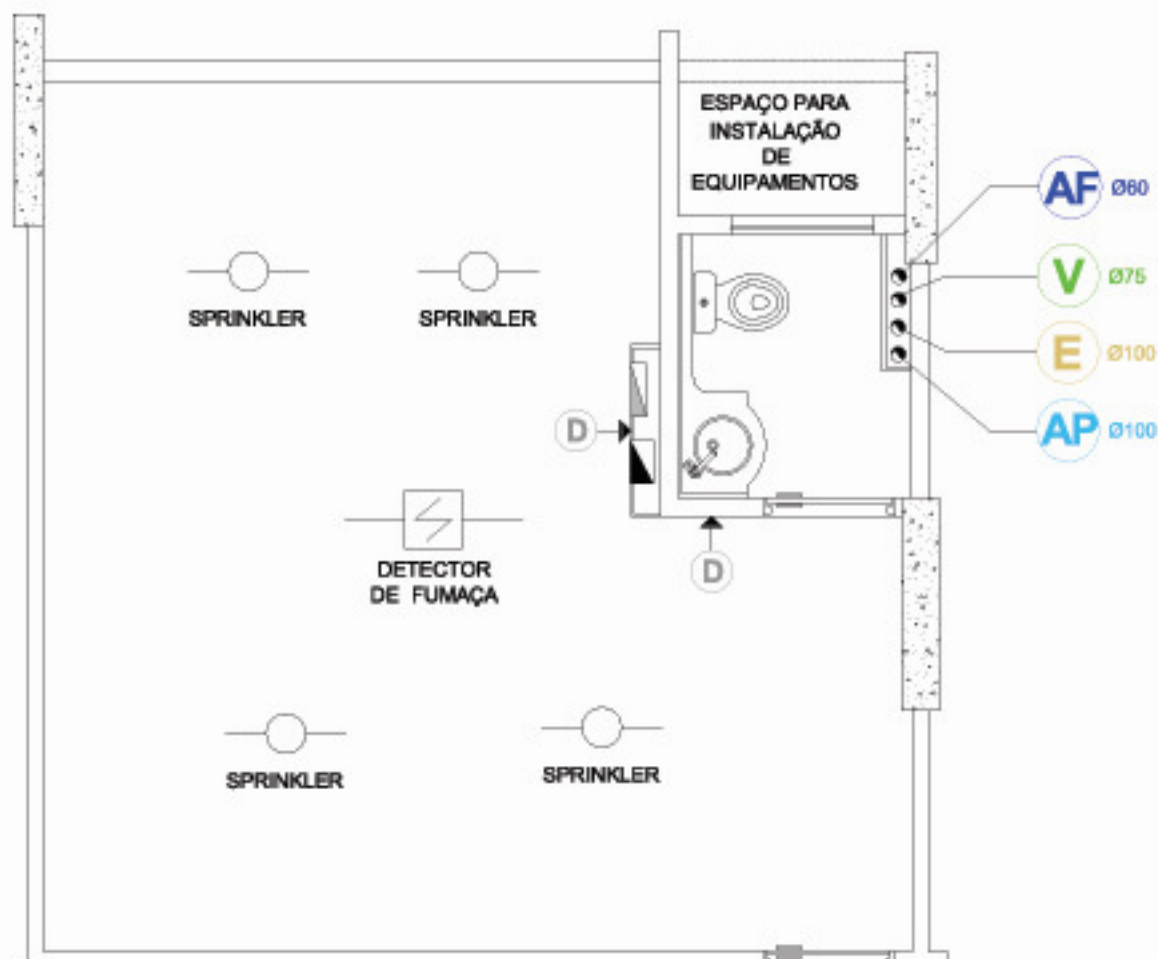 ESPAÇO PARA
INSTALAÇÃO
DE
EQUIPAMENTOS
AF Ø60
V Ø75
E Ø100
AP Ø100
SPRINKLER
SPRINKLER
D
D
DETECTOR
DE FUMAÇA
SPRINKLER
SPRINKLER